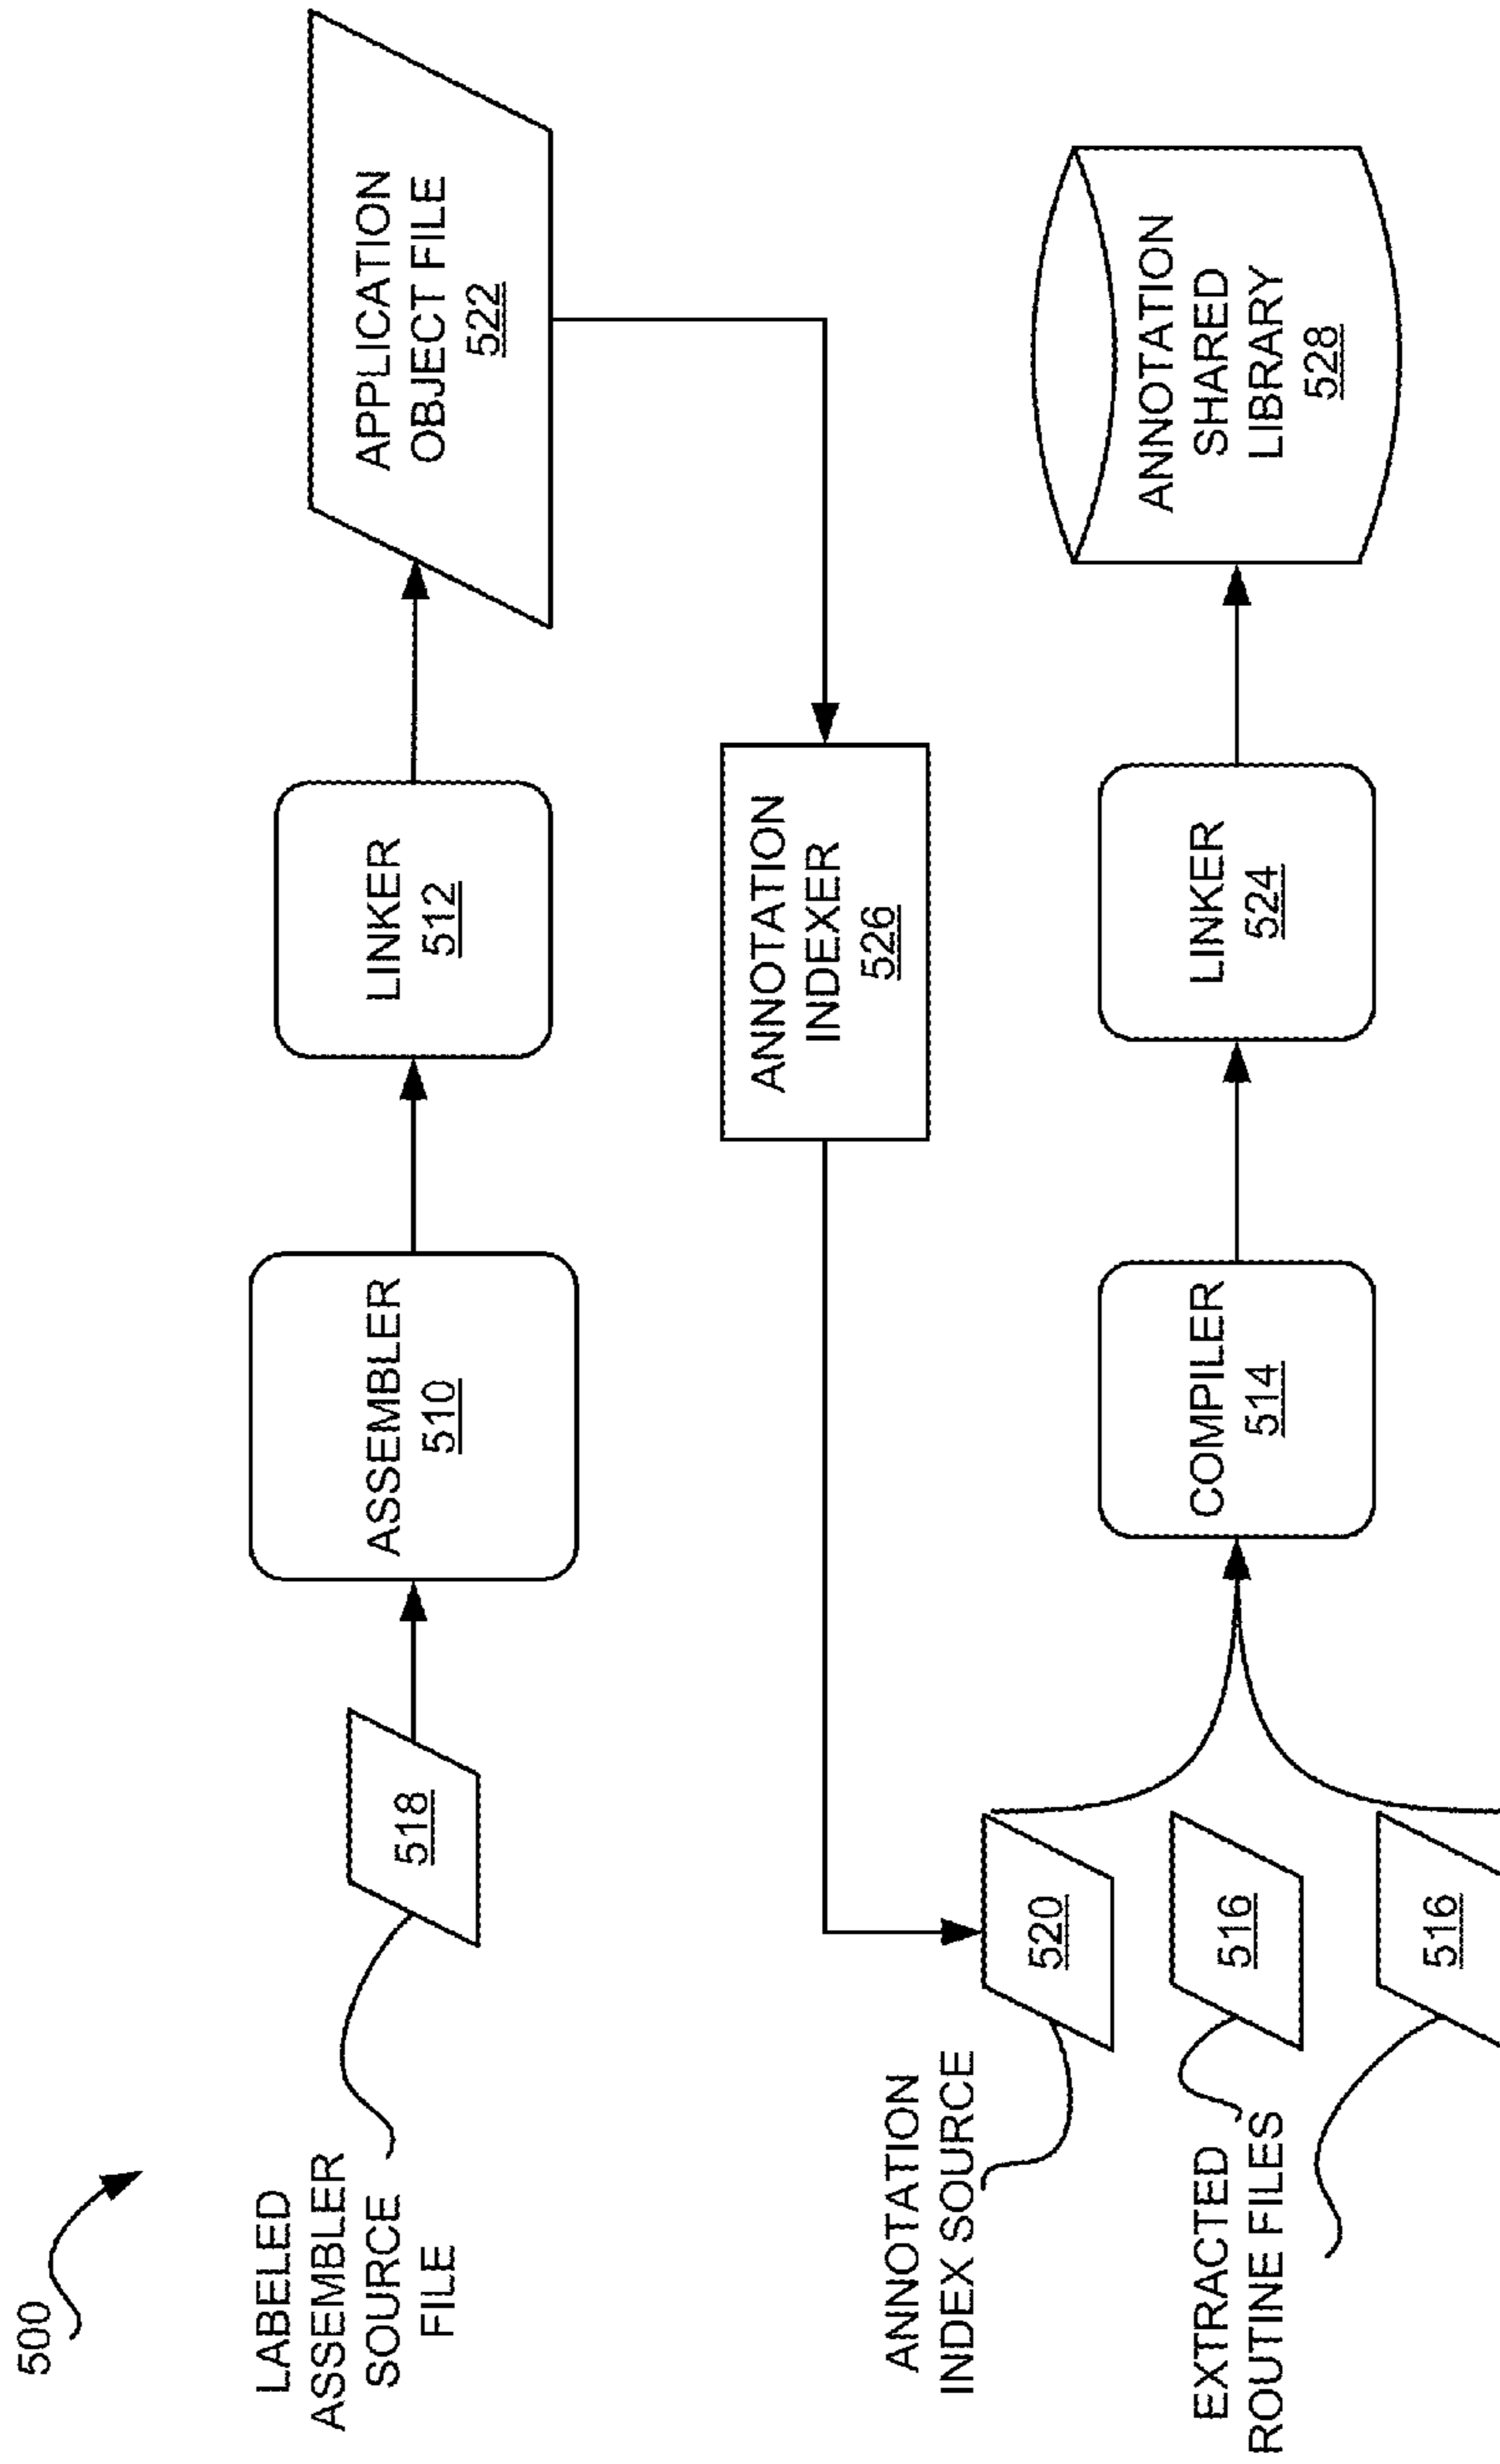 500
LABELED
ASSEMBLER
SOURCE
FILE
518
ASSEMBLER
510
LINKER
512
APPLICATION
OBJECT FILE
522
ANNOTATION
INDEXER
526
ANNOTATION
INDEX SOURCE
520
EXTRACTED
ROUTINE FILES
516
516
COMPILER
514
LINKER
524
ANNOTATION
SHARED
LIBRARY
528